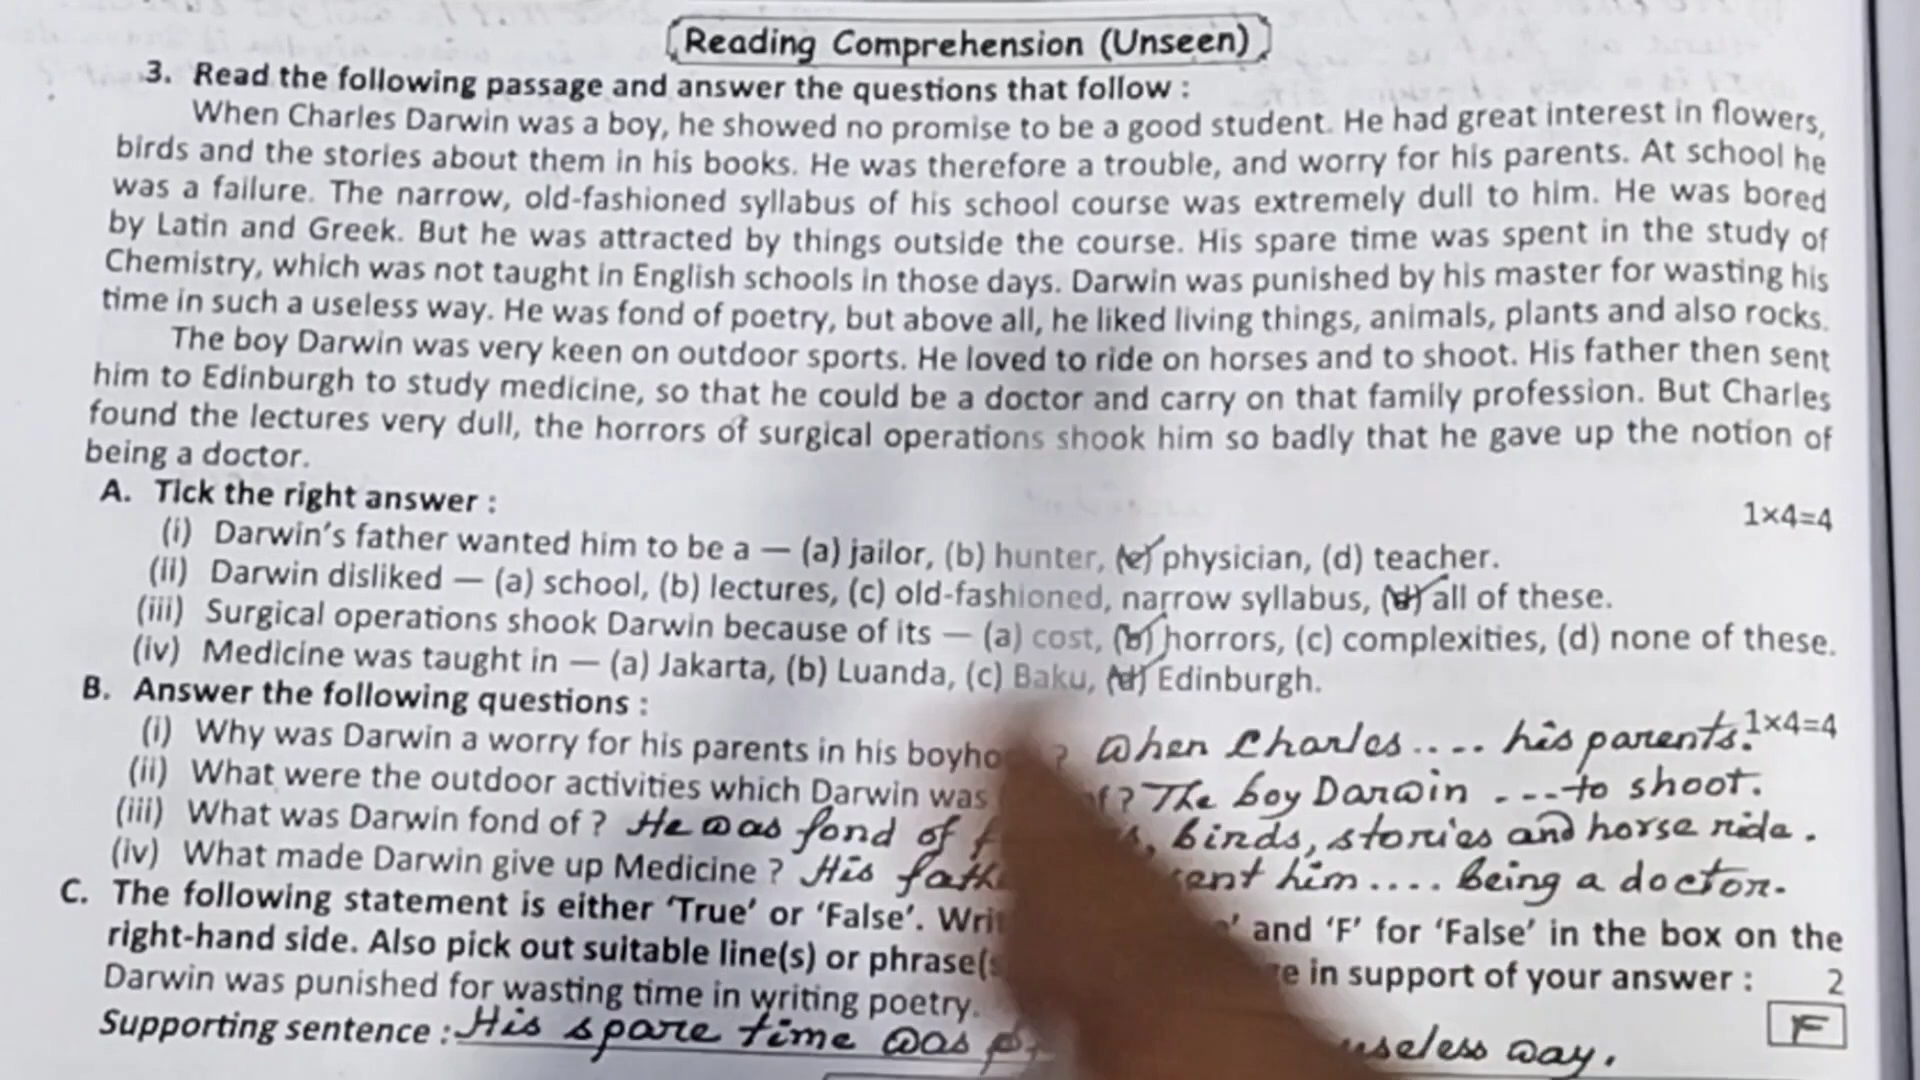 Reading Comprehension (Unseen)
3. Read the following passage and answer the questions that follow :
When Charles Darwin was a boy, he showed no promise to be a good student. He had great interest in flowers,
birds and the stories about them in his books. He was therefore a trouble, and worry for his parents. At school he
was a failure. The narrow, old-fashioned syllabus of his school course was extremely dull to him. He was bored
by Latin and Greek. But he was attracted by things outside the course. His spare time was spent in the study of
Chemistry, which was not taught in English schools in those days. Darwin was punished by his master for wasting his
time in such a useless way. He was fond of poetry, but above all, he liked living things, animals, plants and also rocks.
The boy Darwin was very keen on outdoor sports. He loved to ride on horses and to shoot. His father then sent
him to Edinburgh to study medicine, so that he could be a doctor and carry on that family profession. But Charles
found the lectures very dull, the horrors of surgical operations shook him so badly that he gave up the notion of
being a doctor.
A. Tick the right answer : 1×4=4
(i) Darwin's father wanted him to be a — (a) jailor, (b) hunter, (c) physician, (d) teacher.
(ii) Darwin disliked — (a) school, (b) lectures, (c) old-fashioned, narrow syllabus, (d) all of these.
(iii) Surgical operations shook Darwin because of its — (a) cost, (b) horrors, (c) complexities, (d) none of these.
(iv) Medicine was taught in — (a) Jakarta, (b) Luanda, (c) Baku, (d) Edinburgh.
B. Answer the following questions : 1×4=4
(i) Why was Darwin a worry for his parents in his ? When Charles .... his parents.
(ii) What were the outdoor activities which Darwin was ? The boy Darwin ....to shoot.
(iii) What was Darwin fond of ? He was fond of birds, stories and horse ride.
(iv) What made Darwin give up Medicine ? His sent him .... being a doctor.
C. The following statement is either 'True' or 'False'. and 'F' for 'False' in the box on the
right-hand side. Also pick out suitable line(s) or in support of your answer : 2
Darwin was punished for wasting time in writing poetry. F
Supporting sentence : His spare time was useless way.